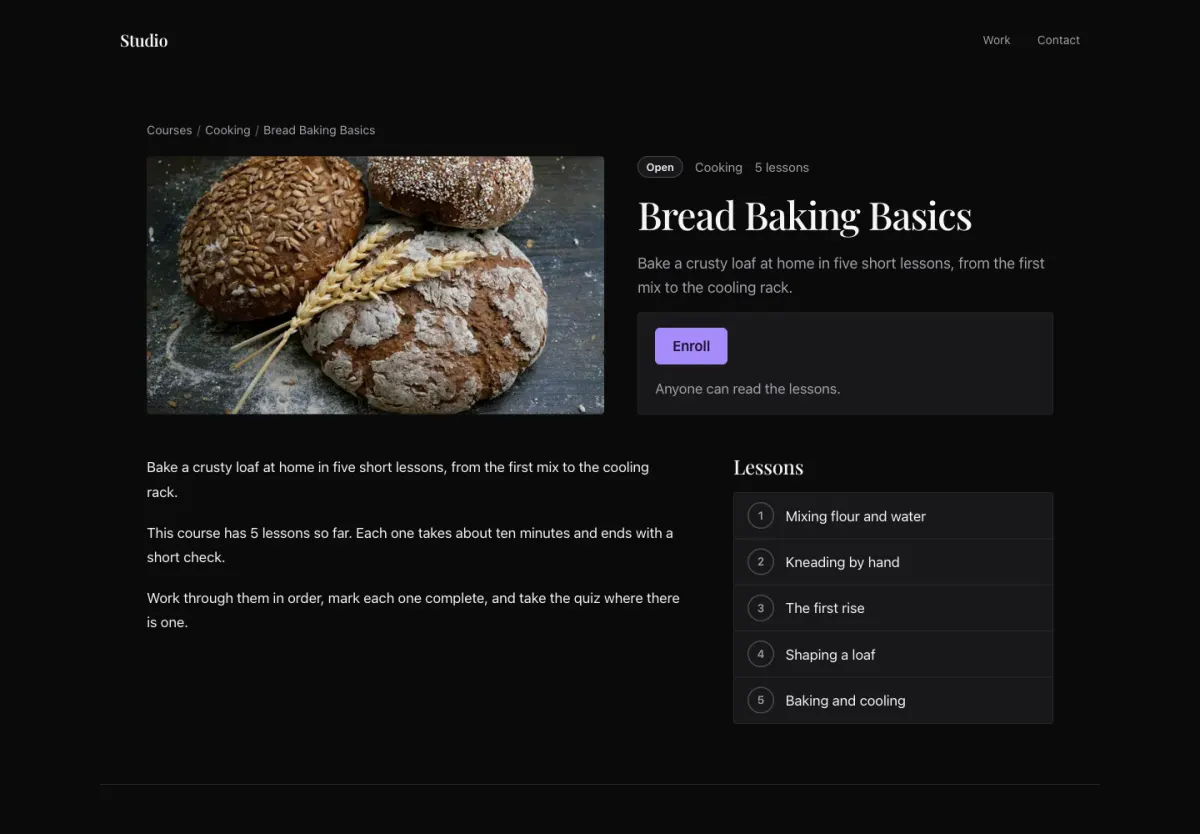 Studio
Work
Contact
Courses / Cooking / Bread Baking Basics
Open
Cooking
5 lessons
Bread Baking Basics
Bake a crusty loaf at home in five short lessons, from the first
mix to the cooling rack.
Enroll
Anyone can read the lessons.
Bake a crusty loaf at home in five short lessons, from the first mix to the cooling
rack.
This course has 5 lessons so far. Each one takes about ten minutes and ends with a
short check.
Work through them in order, mark each one complete, and take the quiz where there
is one.
Lessons
1 Mixing flour and water
2 Kneading by hand
3 The first rise
4 Shaping a loaf
5 Baking and cooling